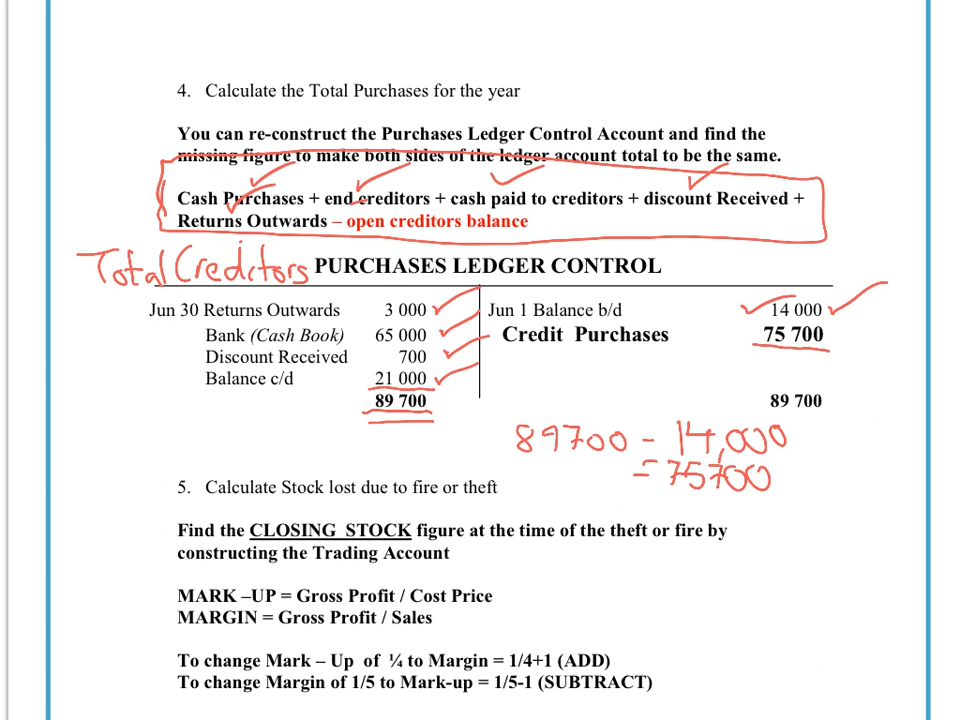 4. Calculate the Total Purchases for the year
You can re-construct the Purchases Ledger Control Account and find the
missing figure to make both sides of the ledger account total to be the same.
Cash Purchases + end creditors + cash paid to creditors + discount Received +
Returns Outwards – open creditors balance
Total Creditors PURCHASES LEDGER CONTROL
Jun 30 Returns Outwards 3 000 Jun 1 Balance b/d 14 000
Bank (Cash Book) 65 000 Credit Purchases 75 700
Discount Received 700
Balance c/d 21 000
89 700 89 700
89700 - 14,000
= 75700
5. Calculate Stock lost due to fire or theft
Find the CLOSING STOCK figure at the time of the theft or fire by
constructing the Trading Account
MARK –UP = Gross Profit / Cost Price
MARGIN = Gross Profit / Sales
To change Mark – Up of ¼ to Margin = 1/4+1 (ADD)
To change Margin of 1/5 to Mark-up = 1/5-1 (SUBTRACT)